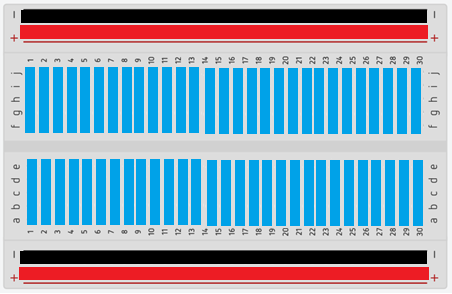 − −
+ +
1 2 3 4 5 6 7 8 9 10 11 12 13 14 15 16 17 18 19 20 21 22 23 24 25 26 27 28 29 30
f g h i j f g h i j
a b c d e a b c d e
1 2 3 4 5 6 7 8 9 10 11 12 13 14 15 16 17 18 19 20 21 22 23 24 25 26 27 28 29 30
− −
+ +